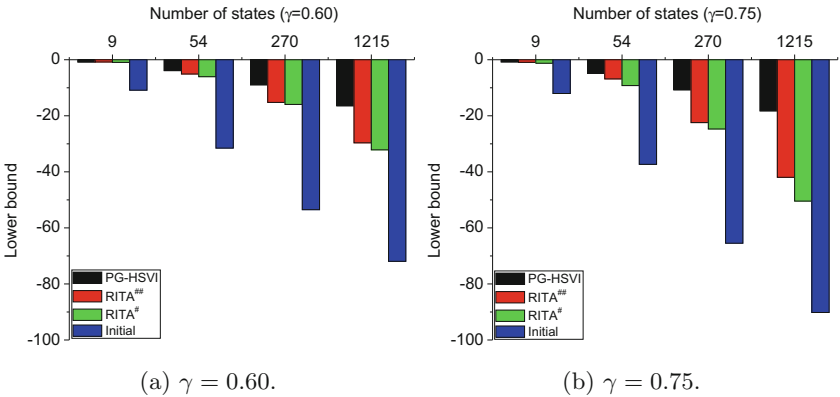 Number of states (γ=0.60)
9 54 270 1215
0
-20
-40
-60
-80
-100
Lower bound
PG-HSVI
RITA##
RITA#
Initial
(a) γ = 0.60.
Number of states (γ=0.75)
9 54 270 1215
0
-20
-40
-60
-80
-100
Lower bound
PG-HSVI
RITA##
RITA#
Initial
(b) γ = 0.75.